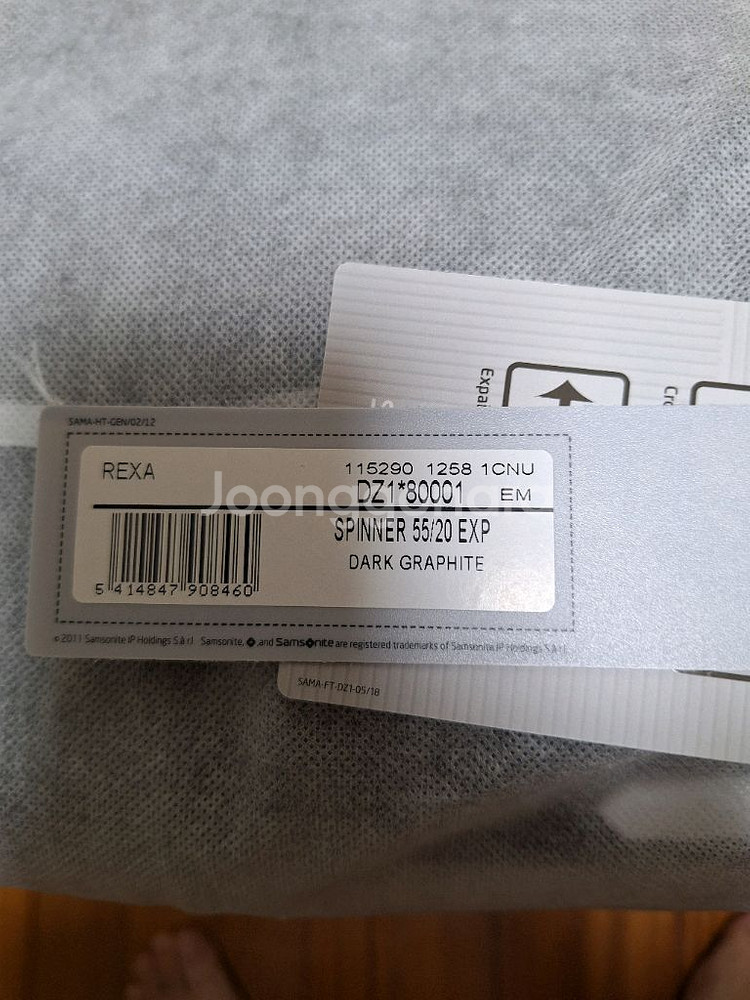 Expa
SAMA-HT-GEN/02/12
REXA
115290 1258 1CNU
DZ1*80001 EM
SPINNER 55/20 EXP
DARK GRAPHITE
5 414847 908460
© 2011 Samsonite IP Holdings S.à r.l Samsonite, and Samsonite are registered trademarks of Samsonite IP Holdings S.à r.l.
SAMA-FT-DZ1-05/18